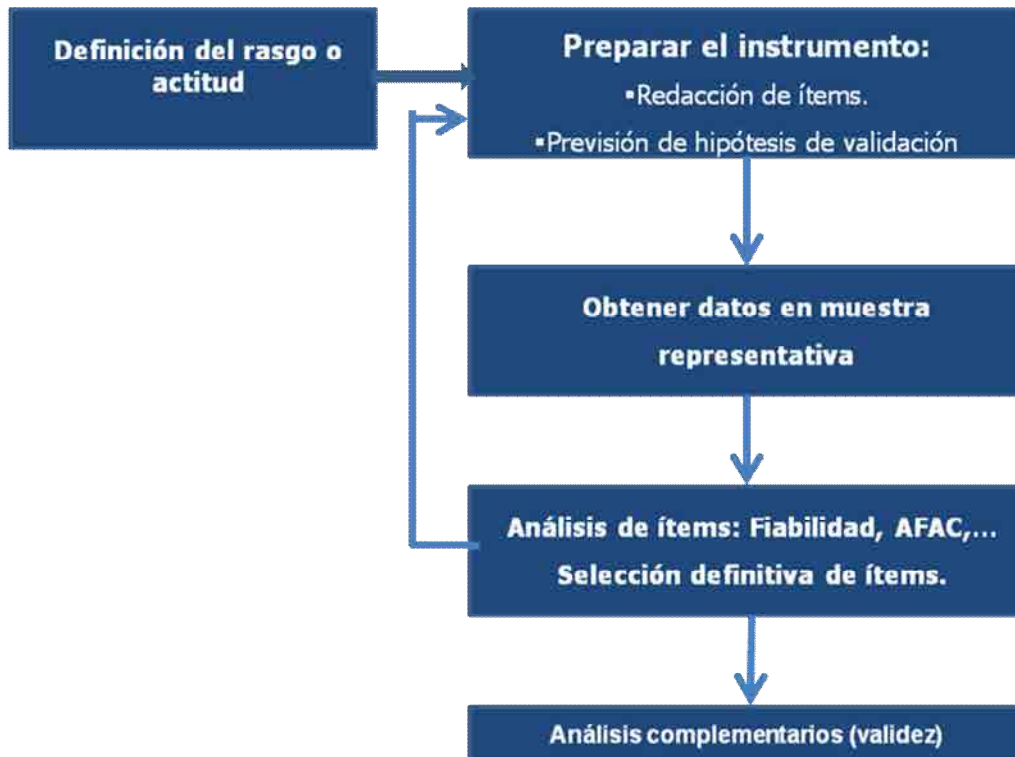 Definición del rasgo o
actitud
Preparar el instrumento:
▪Redacción de ítems.
▪Previsión de hipótesis de validación
Obtener datos en muestra
representativa
Análisis de ítems: Fiabilidad, AFAC,...
Selección definitiva de ítems.
Análisis complementarios (validez)